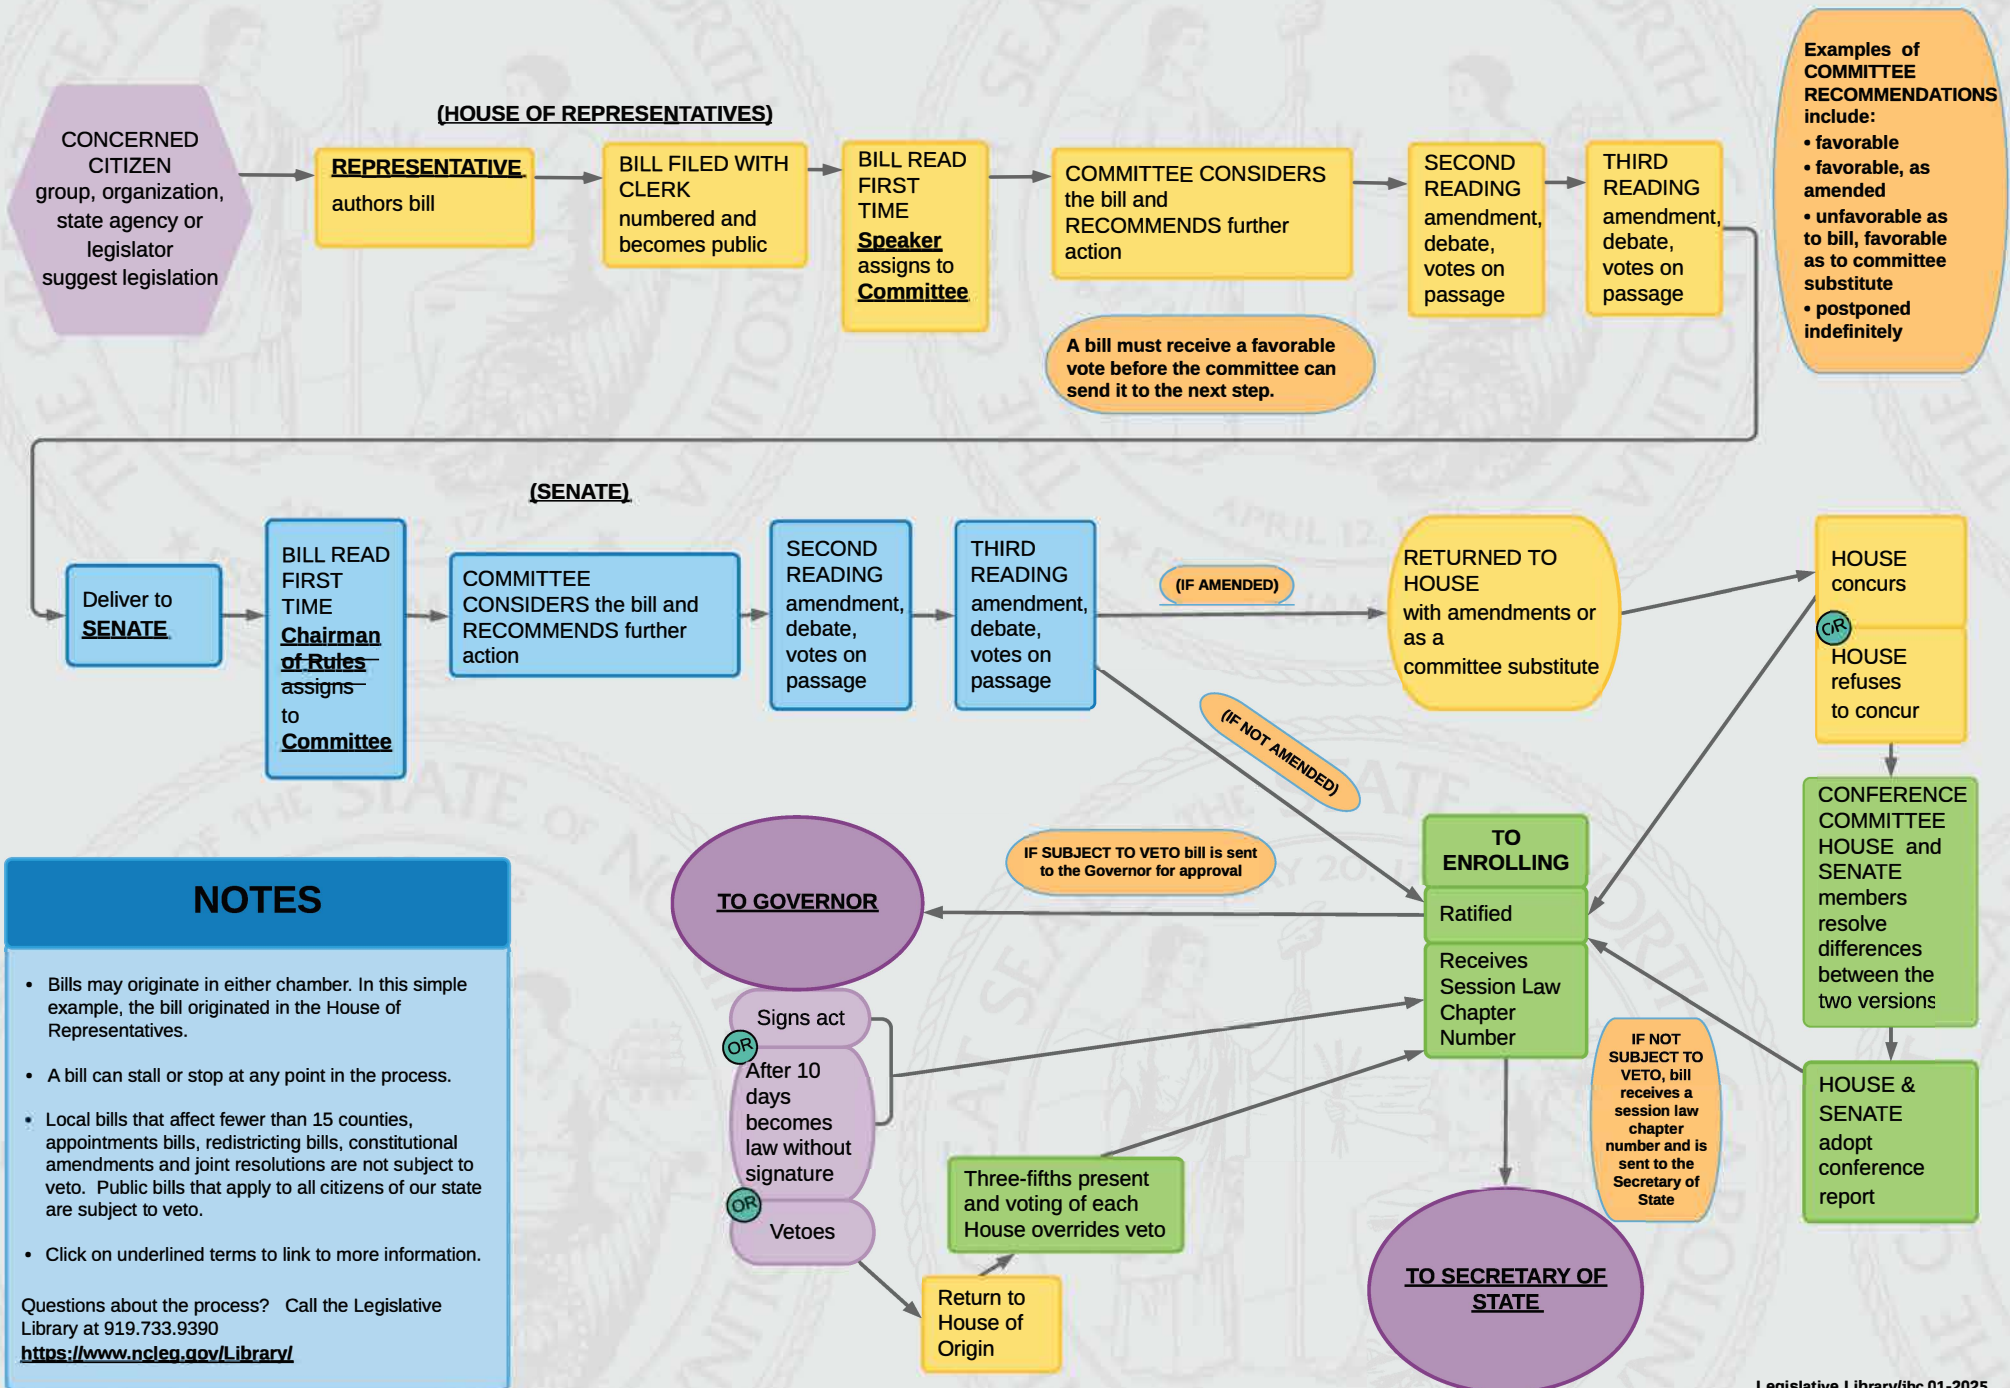 CONCERNED
CITIZEN
group, organization,
state agency or
legislator
suggest legislation
(HOUSE OF REPRESENTATIVES)
REPRESENTATIVE
authors bill
BILL FILED WITH
CLERK
numbered and
becomes public
BILL READ
FIRST
TIME
Speaker
assigns to
Committee
COMMITTEE CONSIDERS
the bill and
RECOMMENDS further
action
A bill must receive a favorable
vote before the committee can
send it to the next step.
SECOND
READING
amendment,
debate,
votes on
passage
THIRD
READING
amendment,
debate,
votes on
passage
Examples of
COMMITTEE
RECOMMENDATIONS
include:
• favorable
• favorable, as
amended
• unfavorable as
to bill, favorable
as to committee
substitute
• postponed
indefinitely
(SENATE)
Deliver to
SENATE
BILL READ
FIRST
TIME
Chairman
of Rules
assigns
to
Committee
COMMITTEE
CONSIDERS the bill and
RECOMMENDS further
action
SECOND
READING
amendment,
debate,
votes on
passage
THIRD
READING
amendment,
debate,
votes on
passage
(IF AMENDED)
(IF NOT AMENDED)
RETURNED TO
HOUSE
with amendments or
as a
committee substitute
HOUSE
concurs
OR
HOUSE
refuses
to concur
CONFERENCE
COMMITTEE
HOUSE and
SENATE
members
resolve
differences
between the
two versions
HOUSE &
SENATE
adopt
conference
report
TO
ENROLLING
Ratified
Receives
Session Law
Chapter
Number
IF SUBJECT TO VETO bill is sent
to the Governor for approval
IF NOT
SUBJECT TO
VETO, bill
receives a
session law
chapter
number and is
sent to the
Secretary of
State
TO GOVERNOR
Signs act
OR
After 10
days
becomes
law without
signature
OR
Vetoes
Return to
House of
Origin
Three-fifths present
and voting of each
House overrides veto
TO SECRETARY OF
STATE
NOTES
• Bills may originate in either chamber. In this simple
example, the bill originated in the House of
Representatives.
• A bill can stall or stop at any point in the process.
• Local bills that affect fewer than 15 counties,
appointments bills, redistricting bills, constitutional
amendments and joint resolutions are not subject to
veto. Public bills that apply to all citizens of our state
are subject to veto.
• Click on underlined terms to link to more information.
Questions about the process? Call the Legislative
Library at 919.733.9390
https://www.ncleg.gov/Library/
Legislative Library/jbc 01-2025